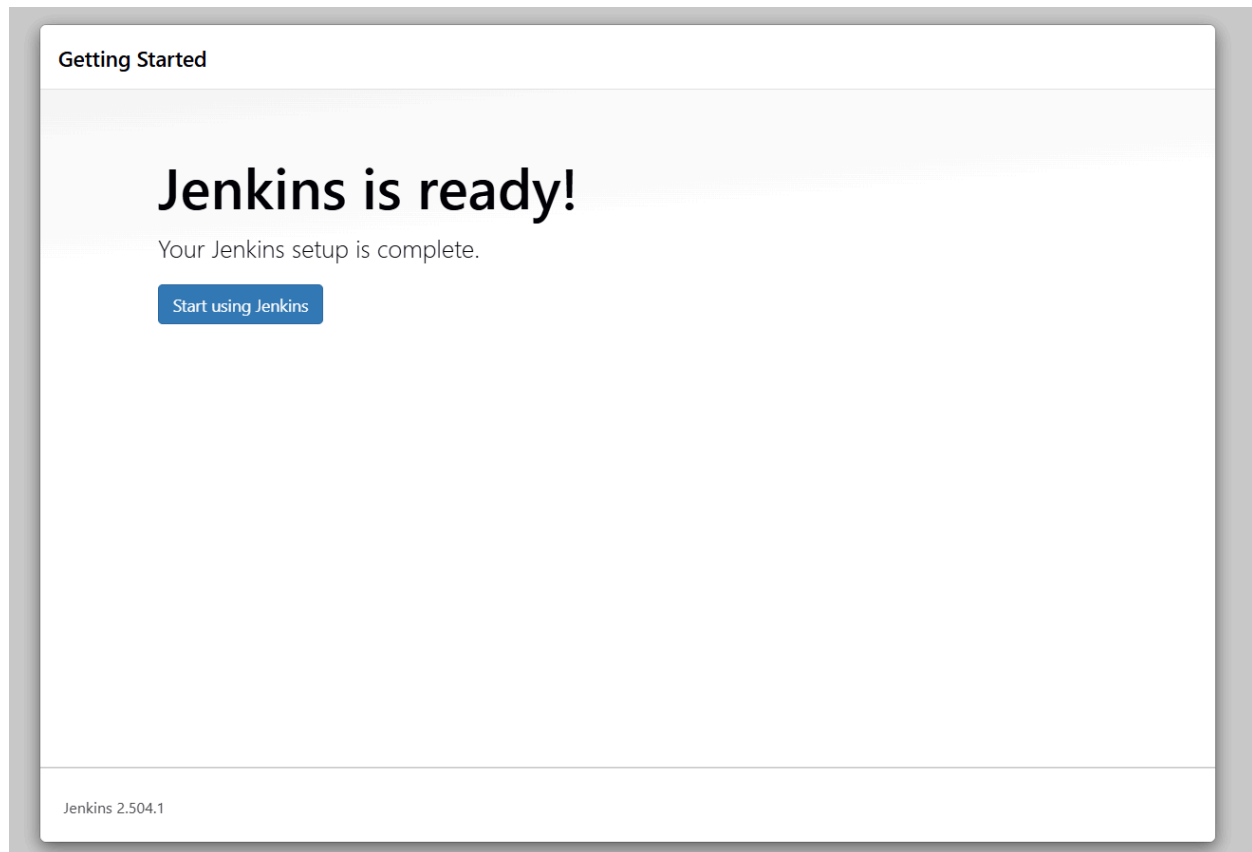 Getting Started
Jenkins is ready!
Your Jenkins setup is complete.
Start using Jenkins
Jenkins 2.504.1